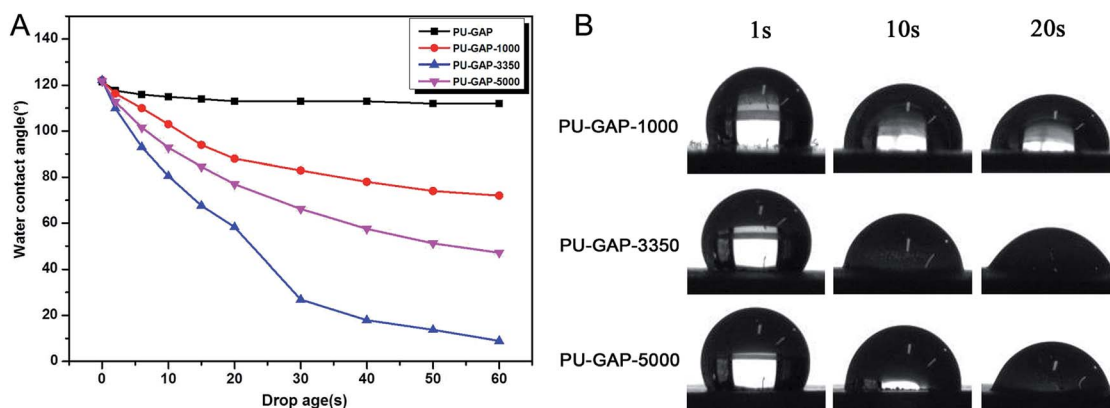 A
Water contact angle(°)
140
120
100
80
60
40
20
0
0
10
20
30
40
50
60
Drop age(s)
PU-GAP
PU-GAP-1000
PU-GAP-3350
PU-GAP-5000
B
1s
10s
20s
PU-GAP-1000
PU-GAP-3350
PU-GAP-5000